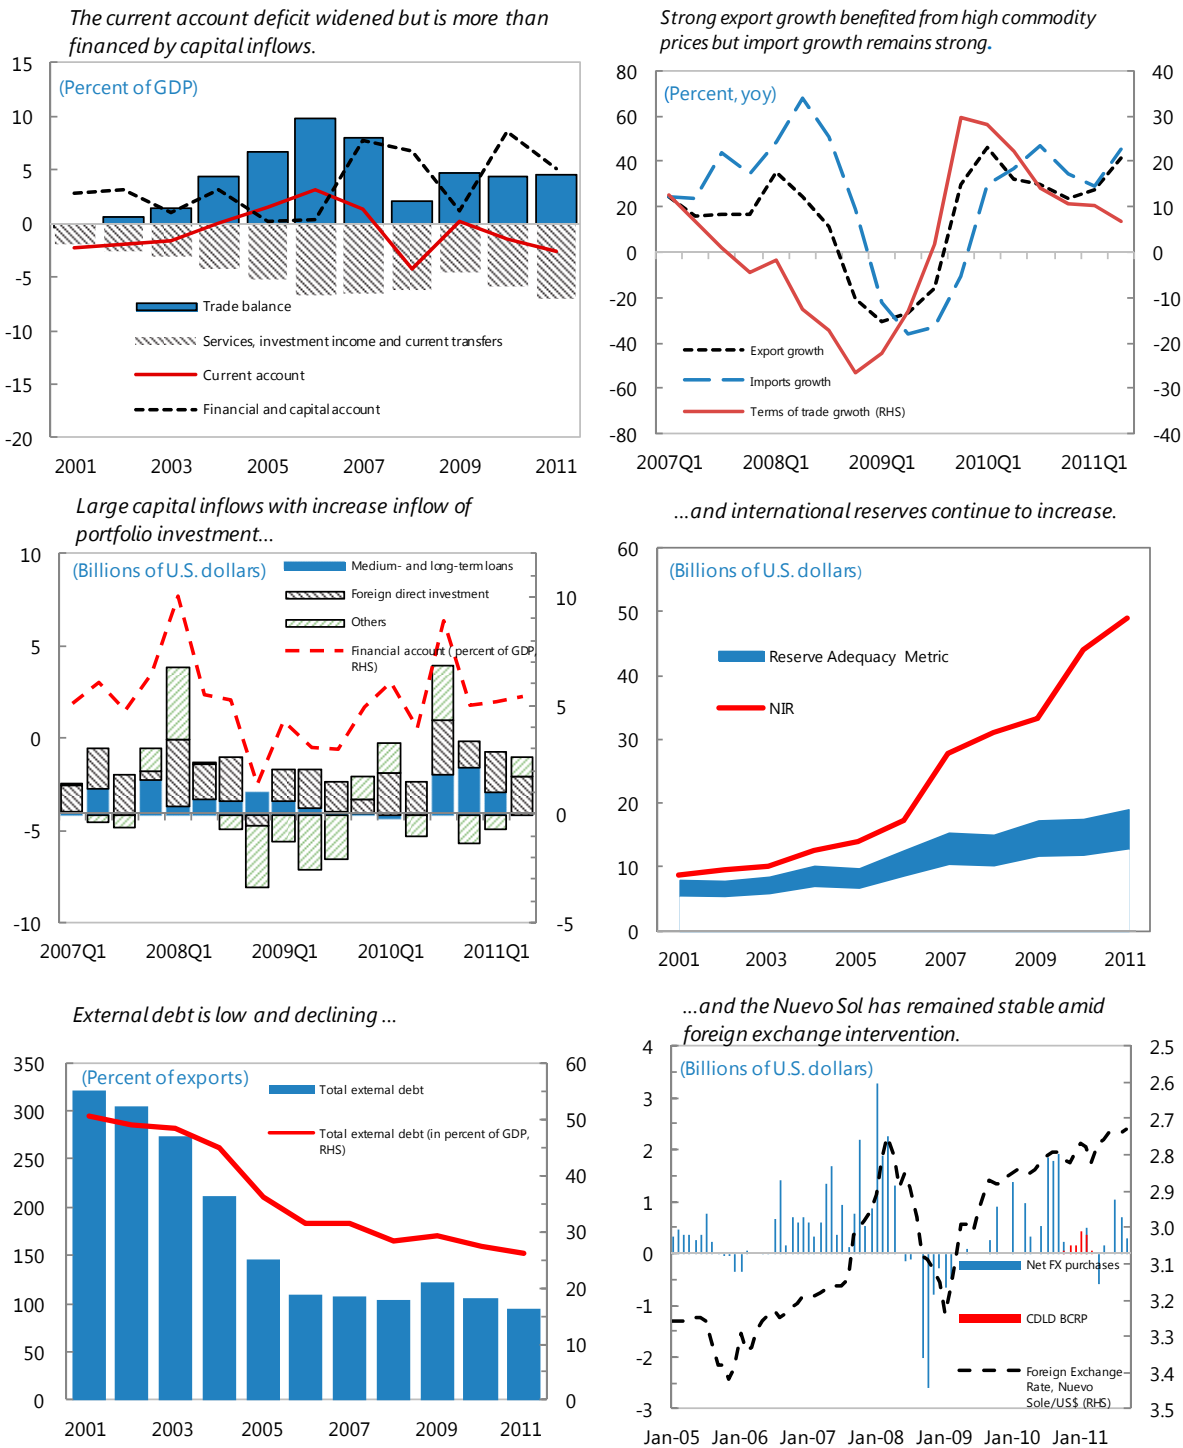 The current account deficit widened but is more than
financed by capital inflows.
15
10
5
0
-5
-10
-15
-20
(Percent of GDP)
Trade balance
Services, investment income and current transfers
Current account
Financial and capital account
2001 2003 2005 2007 2009 2011
Strong export growth benefited from high commodity
prices but import growth remains strong.
80
60
40
20
0
-20
-40
-60
-80
(Percent, yoy)
40
30
20
10
0
-10
-20
-30
-40
Export growth
Imports growth
Terms of trade grwoth (RHS)
2007Q1 2008Q1 2009Q1 2010Q1 2011Q1
Large capital inflows with increase inflow of
portfolio investment...
10
5
0
-5
-10
(Billions of U.S. dollars)
Medium- and long-term loans
Foreign direct investment
Others
Financial account ( percent of GDP,
RHS)
10
5
0
-5
2007Q1 2008Q1 2009Q1 2010Q1 2011Q1
...and international reserves continue to increase.
60
50
40
30
20
10
0
(Billions of U.S. dollars)
Reserve Adequacy Metric
NIR
2001 2003 2005 2007 2009 2011
External debt is low and declining ...
350
300
250
200
150
100
50
0
(Percent of exports)
Total external debt
Total external debt (in percent of GDP,
RHS)
60
50
40
30
20
10
0
2001 2003 2005 2007 2009 2011
...and the Nuevo Sol has remained stable amid
foreign exchange intervention.
4
3
2
1
0
-1
-2
-3
(Billions of U.S. dollars)
2.5
2.6
2.7
2.8
2.9
3.0
3.1
3.2
3.3
3.4
3.5
Net FX purchases
CDLD BCRP
Foreign Exchange
Rate, Nuevo
Sole/US$ (RHS)
Jan-05 Jan-06 Jan-07 Jan-08 Jan-09 Jan-10 Jan-11